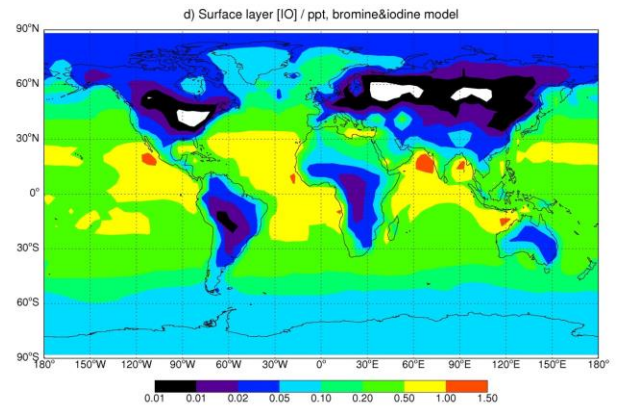 d) Surface layer [IO] / ppt, bromine&iodine model
90°N
60°N
30°N
0°
30°S
60°S
90°S
180° 150°W 120°W 90°W 60°W 30°W 0° 30°E 60°E 90°E 120°E 150°E 180°
0.01 0.01 0.02 0.05 0.10 0.20 0.50 1.00 1.50